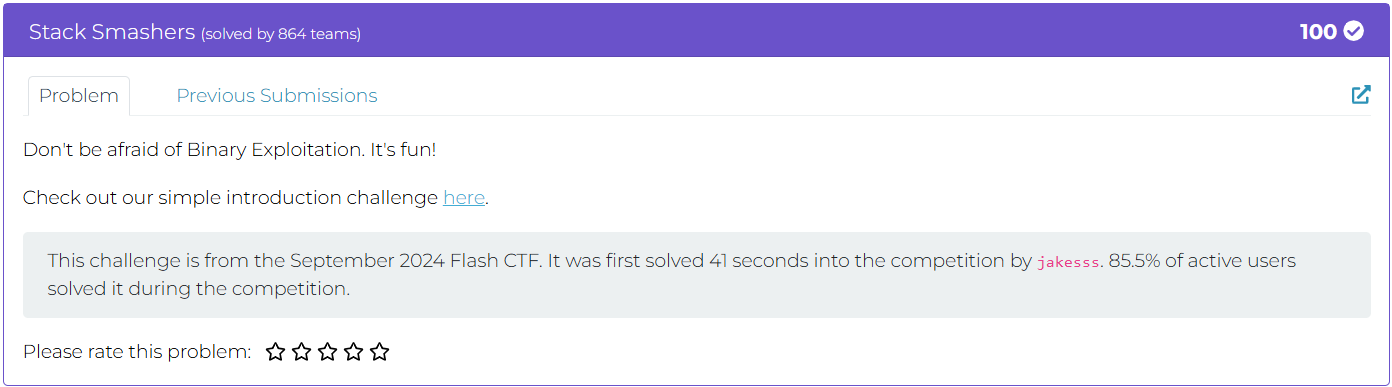 Stack Smashers (solved by 864 teams) 100
Problem Previous Submissions
Don't be afraid of Binary Exploitation. It's fun!
Check out our simple introduction challenge here.
This challenge is from the September 2024 Flash CTF. It was first solved 41 seconds into the competition by jakesss. 85.5% of active users
solved it during the competition.
Please rate this problem: